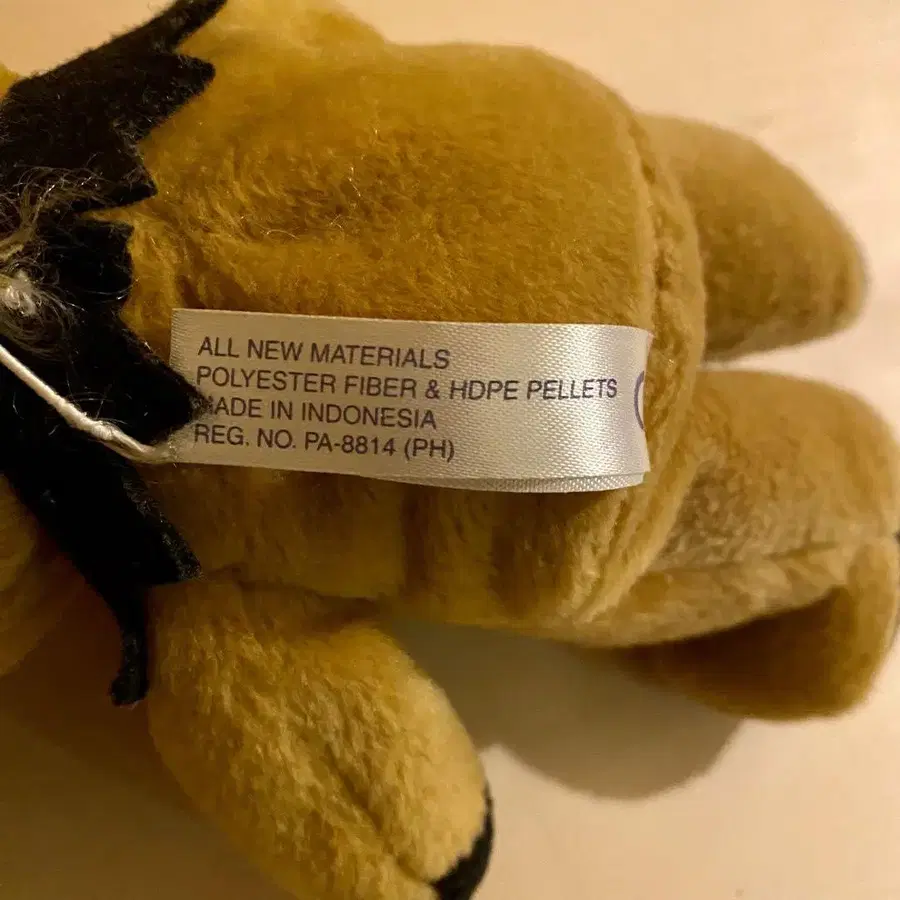 ALL NEW MATERIALS
POLYESTER FIBER & HDPE PELLETS
MADE IN INDONESIA
REG. NO. PA-8814 (PH)